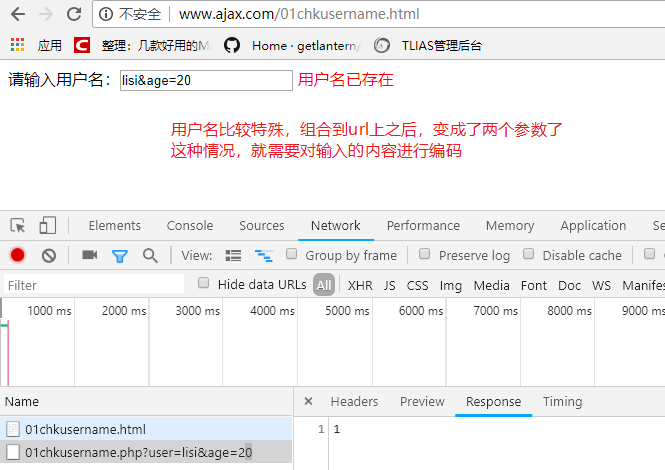 不安全 www.ajax.com/01chkusername.html
应用 整理：几款好用的M Home · getlantern/ TLIAS管理后台
请输入用户名： lisi&age=20 用户名已存在
用户名比较特殊，组合到url上之后，变成了两个参数了
这种情况，就需要对输入的内容进行编码
Elements Console Sources Network Performance Memory Application Se
View: Group by frame Preserve log Disable cache
Filter Hide data URLs All XHR JS CSS Img Media Font Doc WS Manifes
1000 ms 2000 ms 3000 ms 4000 ms 5000 ms 6000 ms 7000 ms 8000 ms 9000 ms
Name × Headers Preview Response Timing
01chkusername.html 1 1
01chkusername.php?user=lisi&age=20